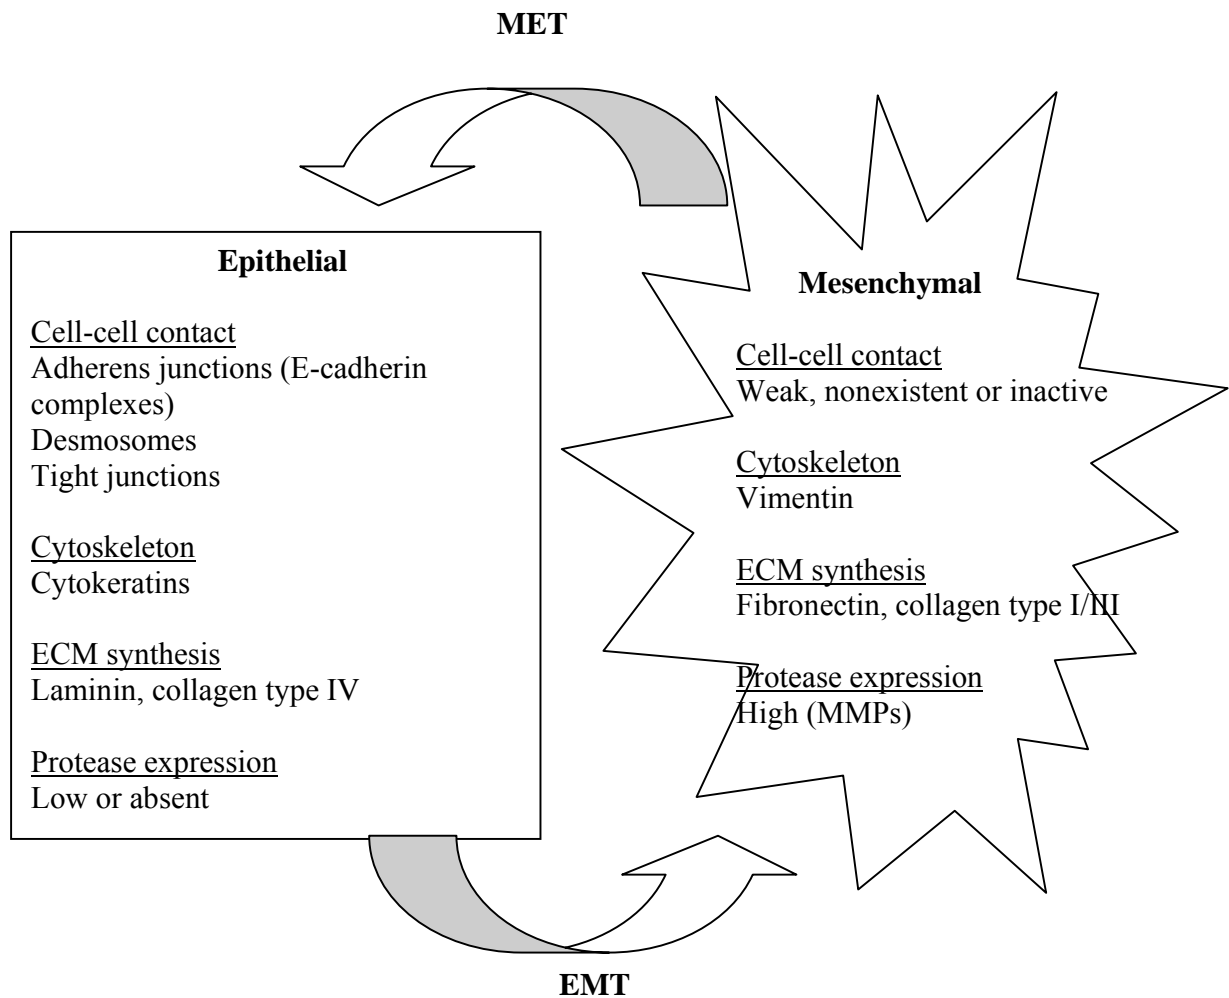 MET
Epithelial
Cell-cell contact
Adherens junctions (E-cadherin
complexes)
Desmosomes
Tight junctions
Cytoskeleton
Cytokeratins
ECM synthesis
Laminin, collagen type IV
Protease expression
Low or absent
Mesenchymal
Cell-cell contact
Weak, nonexistent or inactive
Cytoskeleton
Vimentin
ECM synthesis
Fibronectin, collagen type I/III
Protease expression
High (MMPs)
EMT